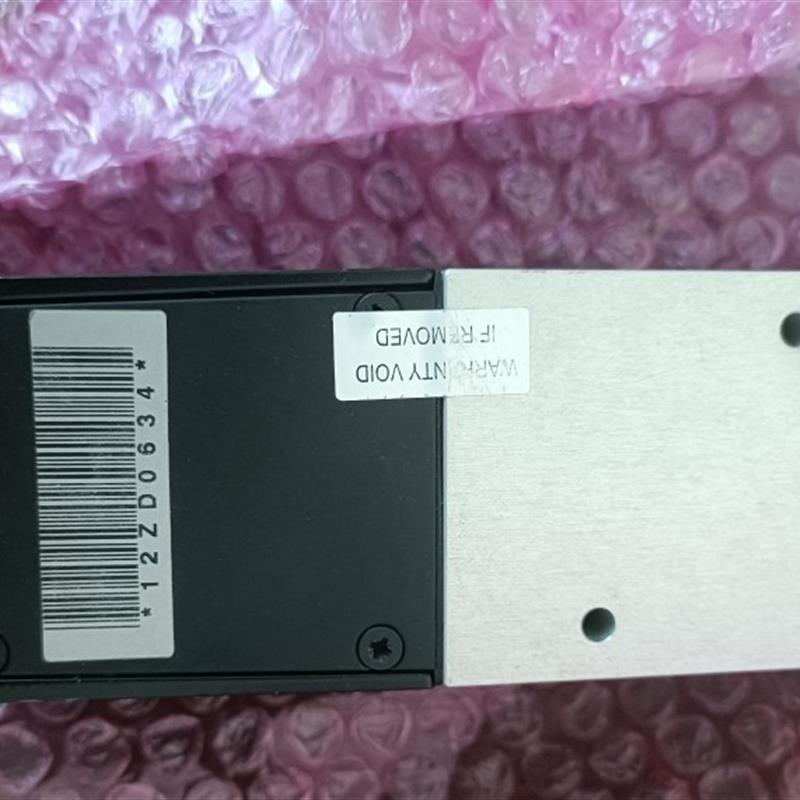 *12ZD0634*
WARRANTY VOID
IF REMOVED